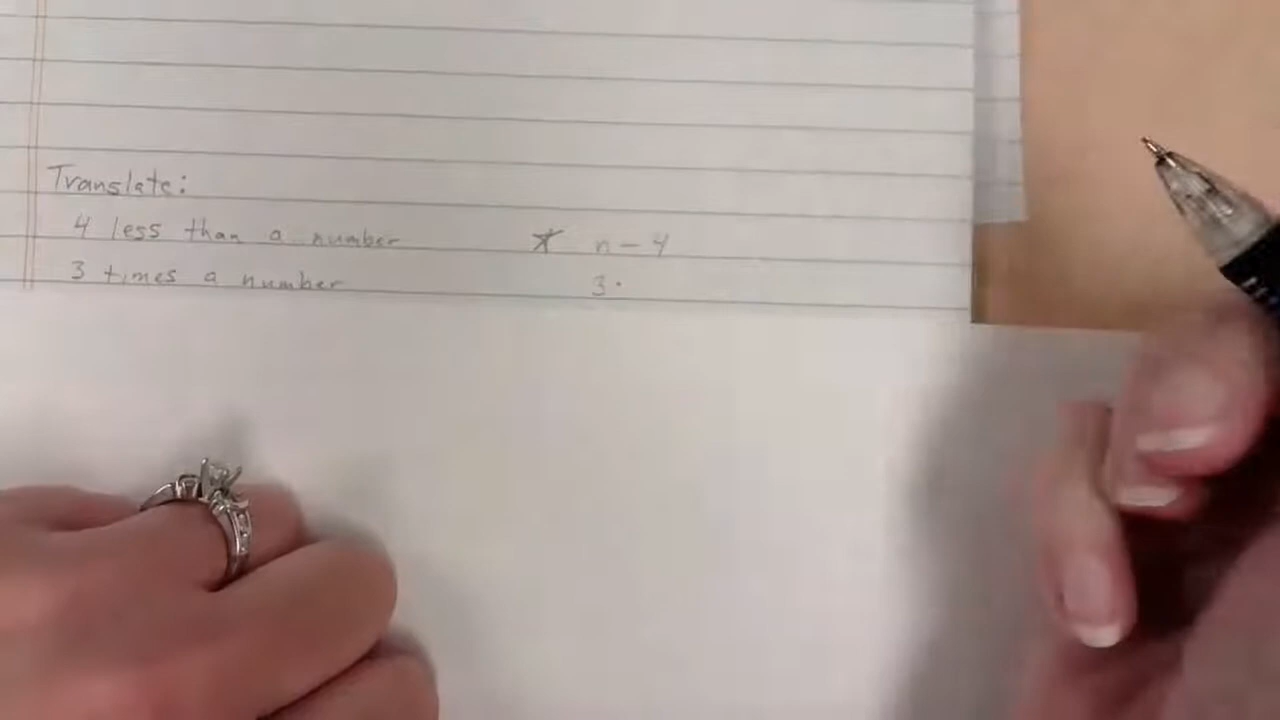 Translate:
4 less than a number * n - 4
3 times a number 3 ·